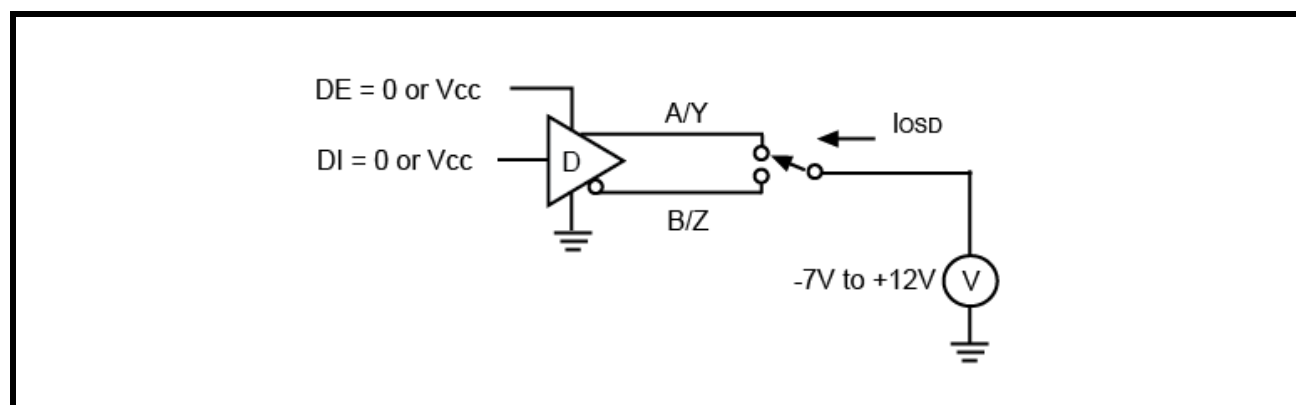 DE = 0 or Vcc
A/Y
IOSD
DI = 0 or Vcc
D
B/Z
-7V to +12V
V